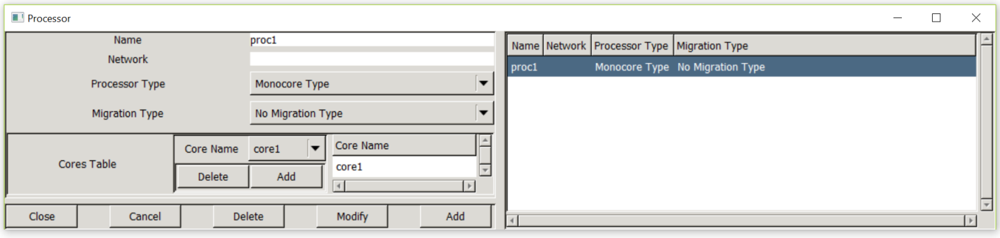 Processor
Name proc1
Network
Processor Type Monocore Type
Migration Type No Migration Type
Cores Table
Core Name core1
Delete Add
Core Name
core1
Close Cancel Delete Modify Add
Name Network Processor Type Migration Type
proc1 Monocore Type No Migration Type